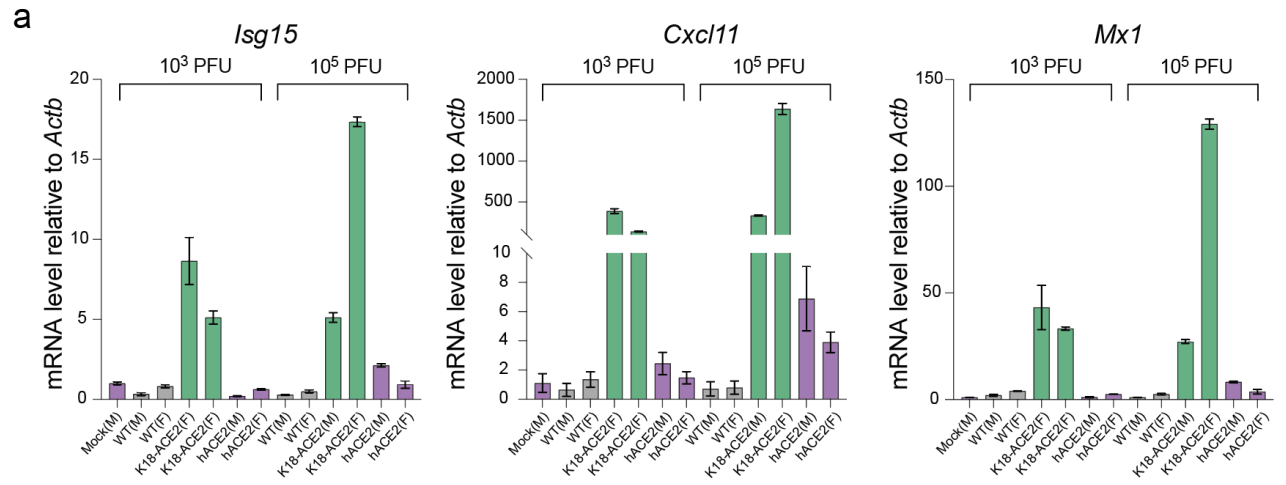 a
Isg15
10³ PFU
10⁵ PFU
mRNA level relative to Actb
20
15
10
5
0
Mock(M)
WT(M)
WT(F)
K18-ACE2(F)
K18-ACE2(F)
hACE2(M)
hACE2(F)
WT(M)
WT(F)
K18-ACE2(M)
K18-ACE2(F)
hACE2(M)
hACE2(F)
Cxcl11
10³ PFU
10⁵ PFU
mRNA level relative to Actb
2000
1500
1000
500
10
8
6
4
2
0
Mock(M)
WT(M)
WT(F)
K18-ACE2(F)
K18-ACE2(F)
hACE2(M)
hACE2(F)
WT(M)
WT(F)
K18-ACE2(M)
K18-ACE2(F)
hACE2(M)
hACE2(F)
Mx1
10³ PFU
10⁵ PFU
mRNA level relative to Actb
150
100
50
0
Mock(M)
WT(M)
WT(F)
K18-ACE2(F)
K18-ACE2(F)
hACE2(M)
hACE2(F)
WT(M)
WT(F)
K18-ACE2(M)
K18-ACE2(F)
hACE2(M)
hACE2(F)